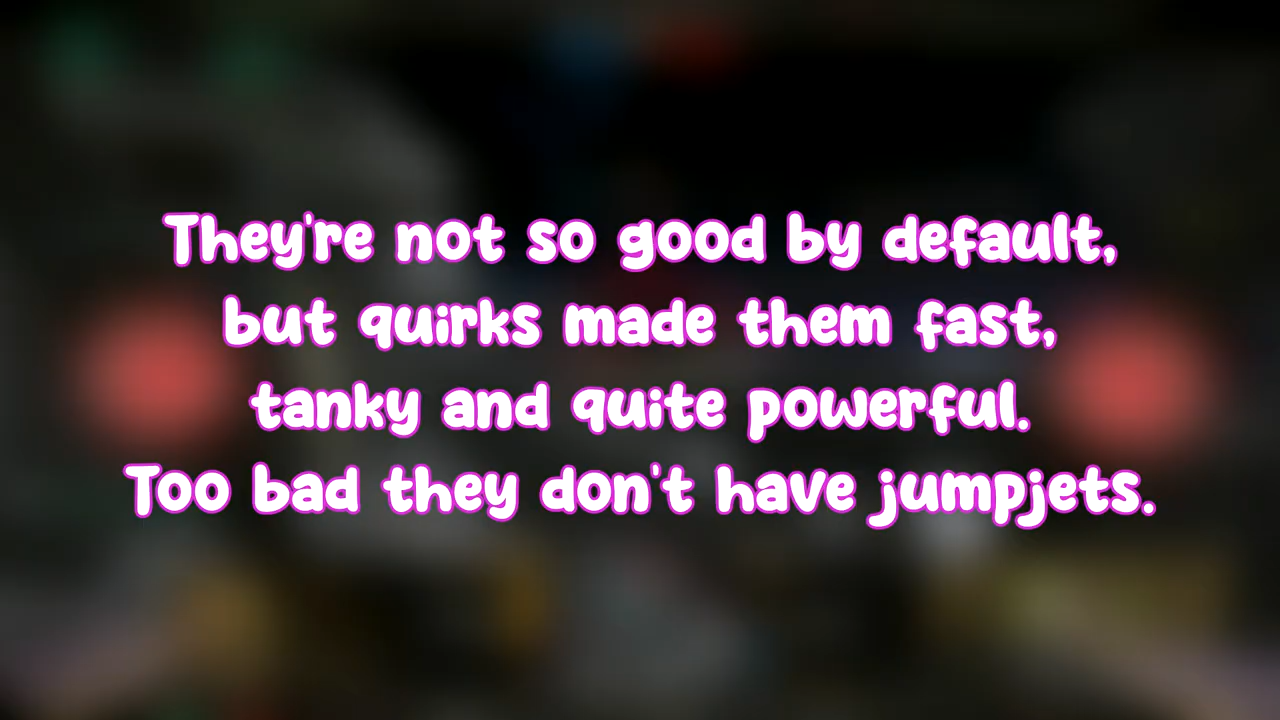 They're not so good by default,
but quirks made them fast,
tanky and quite powerful.
Too bad they don't have jumpjets.